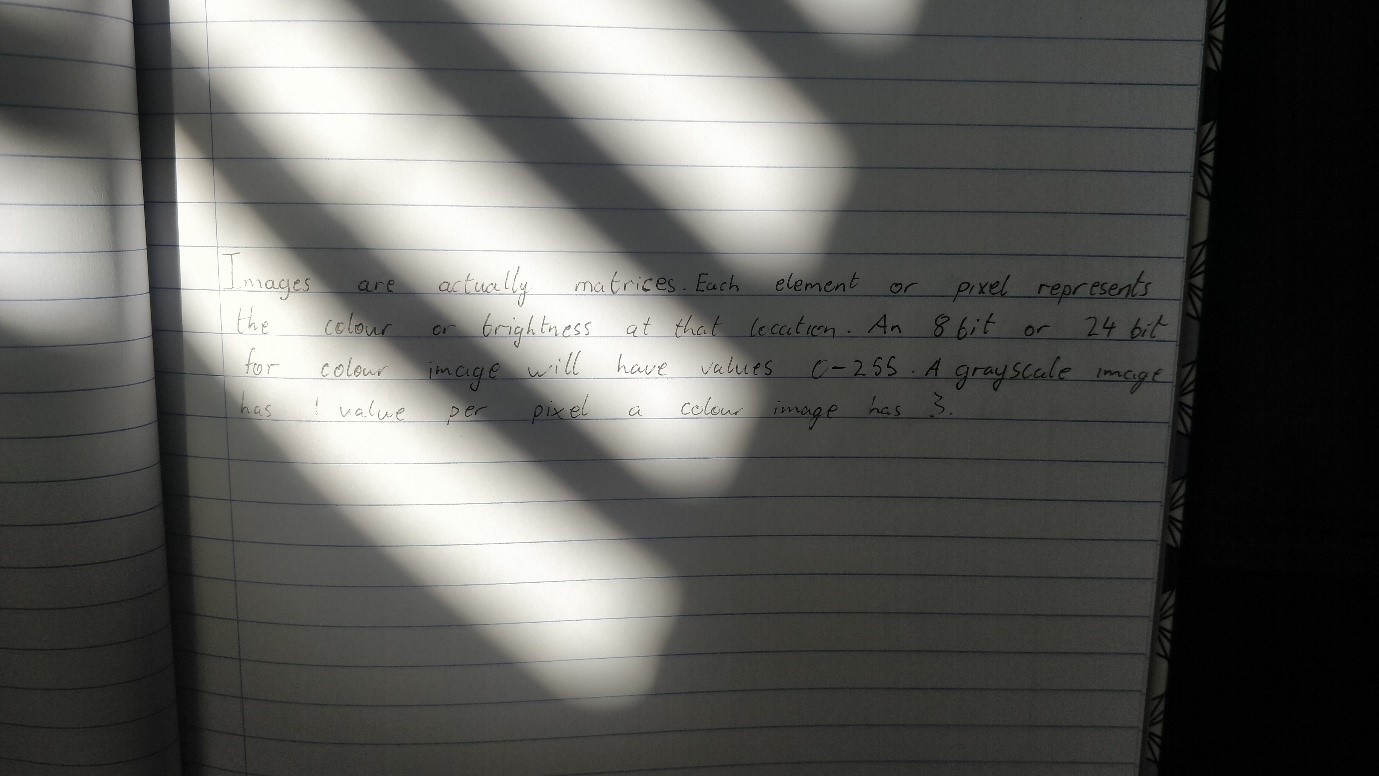 Images are actually matrices. Each element or pixel represents
the colour or brightness at that location. An 8 bit or 24 bit
for colour image will have values 0-255. A grayscale image
has 1 value per pixel a colour image has 3.